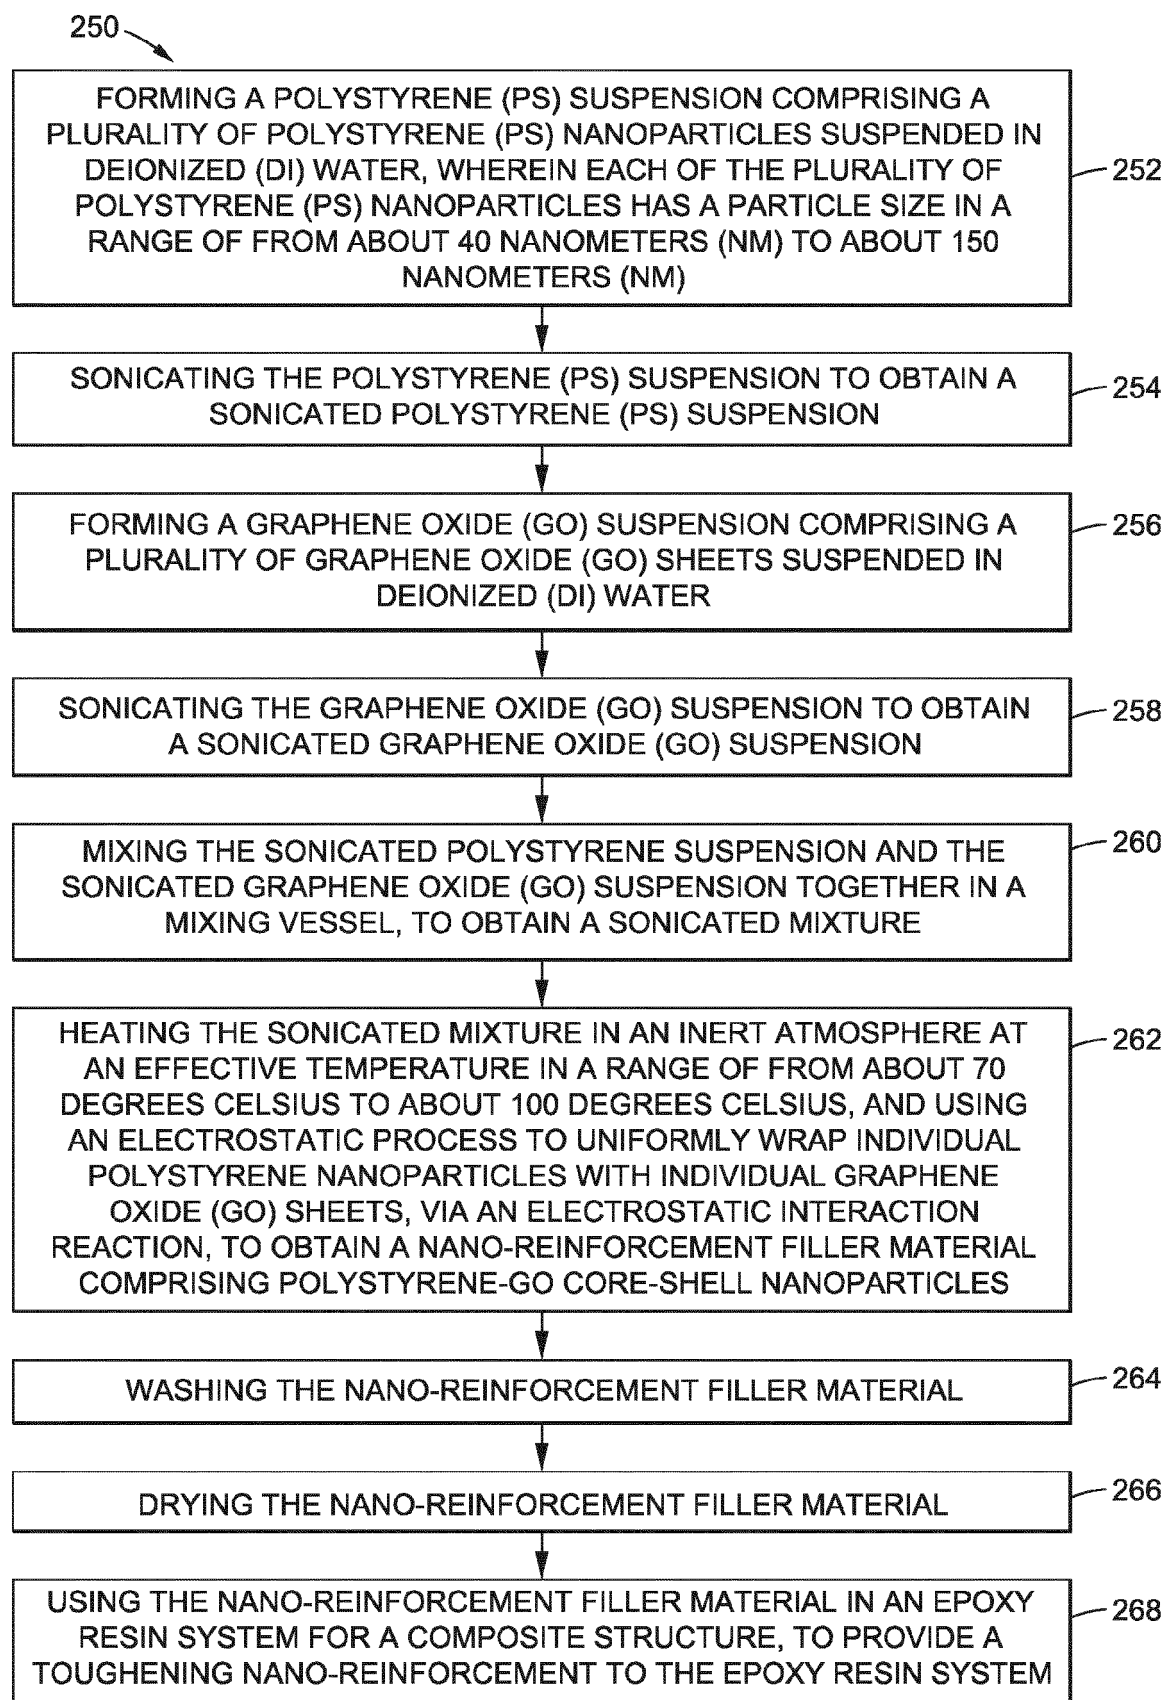 250
FORMING A POLYSTYRENE (PS) SUSPENSION COMPRISING A
PLURALITY OF POLYSTYRENE (PS) NANOPARTICLES SUSPENDED IN
DEIONIZED (DI) WATER, WHEREIN EACH OF THE PLURALITY OF
POLYSTYRENE (PS) NANOPARTICLES HAS A PARTICLE SIZE IN A
RANGE OF FROM ABOUT 40 NANOMETERS (NM) TO ABOUT 150
NANOMETERS (NM)
252
SONICATING THE POLYSTYRENE (PS) SUSPENSION TO OBTAIN A
SONICATED POLYSTYRENE (PS) SUSPENSION
254
FORMING A GRAPHENE OXIDE (GO) SUSPENSION COMPRISING A
PLURALITY OF GRAPHENE OXIDE (GO) SHEETS SUSPENDED IN
DEIONIZED (DI) WATER
256
SONICATING THE GRAPHENE OXIDE (GO) SUSPENSION TO OBTAIN
A SONICATED GRAPHENE OXIDE (GO) SUSPENSION
258
MIXING THE SONICATED POLYSTYRENE SUSPENSION AND THE
SONICATED GRAPHENE OXIDE (GO) SUSPENSION TOGETHER IN A
MIXING VESSEL, TO OBTAIN A SONICATED MIXTURE
260
HEATING THE SONICATED MIXTURE IN AN INERT ATMOSPHERE AT
AN EFFECTIVE TEMPERATURE IN A RANGE OF FROM ABOUT 70
DEGREES CELSIUS TO ABOUT 100 DEGREES CELSIUS, AND USING
AN ELECTROSTATIC PROCESS TO UNIFORMLY WRAP INDIVIDUAL
POLYSTYRENE NANOPARTICLES WITH INDIVIDUAL GRAPHENE
OXIDE (GO) SHEETS, VIA AN ELECTROSTATIC INTERACTION
REACTION, TO OBTAIN A NANO-REINFORCEMENT FILLER MATERIAL
COMPRISING POLYSTYRENE-GO CORE-SHELL NANOPARTICLES
262
WASHING THE NANO-REINFORCEMENT FILLER MATERIAL
264
DRYING THE NANO-REINFORCEMENT FILLER MATERIAL
266
USING THE NANO-REINFORCEMENT FILLER MATERIAL IN AN EPOXY
RESIN SYSTEM FOR A COMPOSITE STRUCTURE, TO PROVIDE A
TOUGHENING NANO-REINFORCEMENT TO THE EPOXY RESIN SYSTEM
268